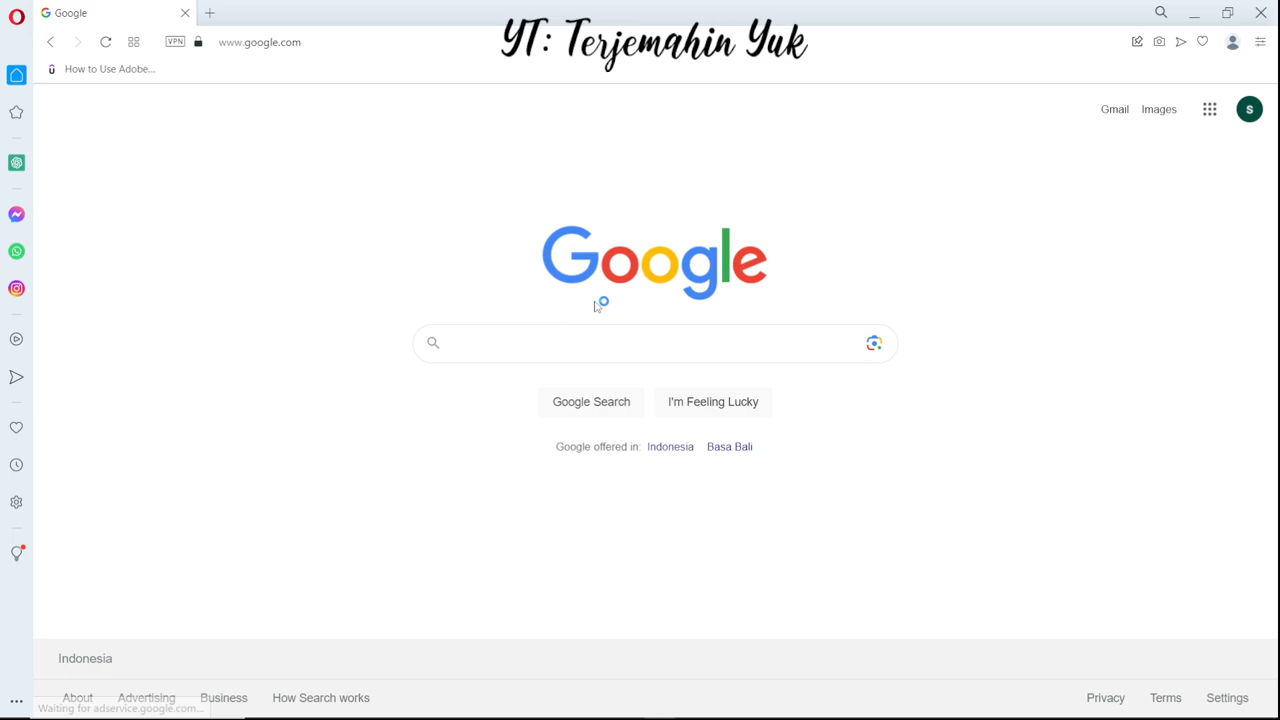 Google
YT: Terjemahin Yuk
VPN
www.google.com
How to Use Adobe...
Gmail
Images
S
Google
Google Search
I'm Feeling Lucky
Google offered in: Indonesia Basa Bali
Indonesia
About
Advertising
Business
How Search works
Privacy
Terms
Settings
Waiting for adservice.google.com...